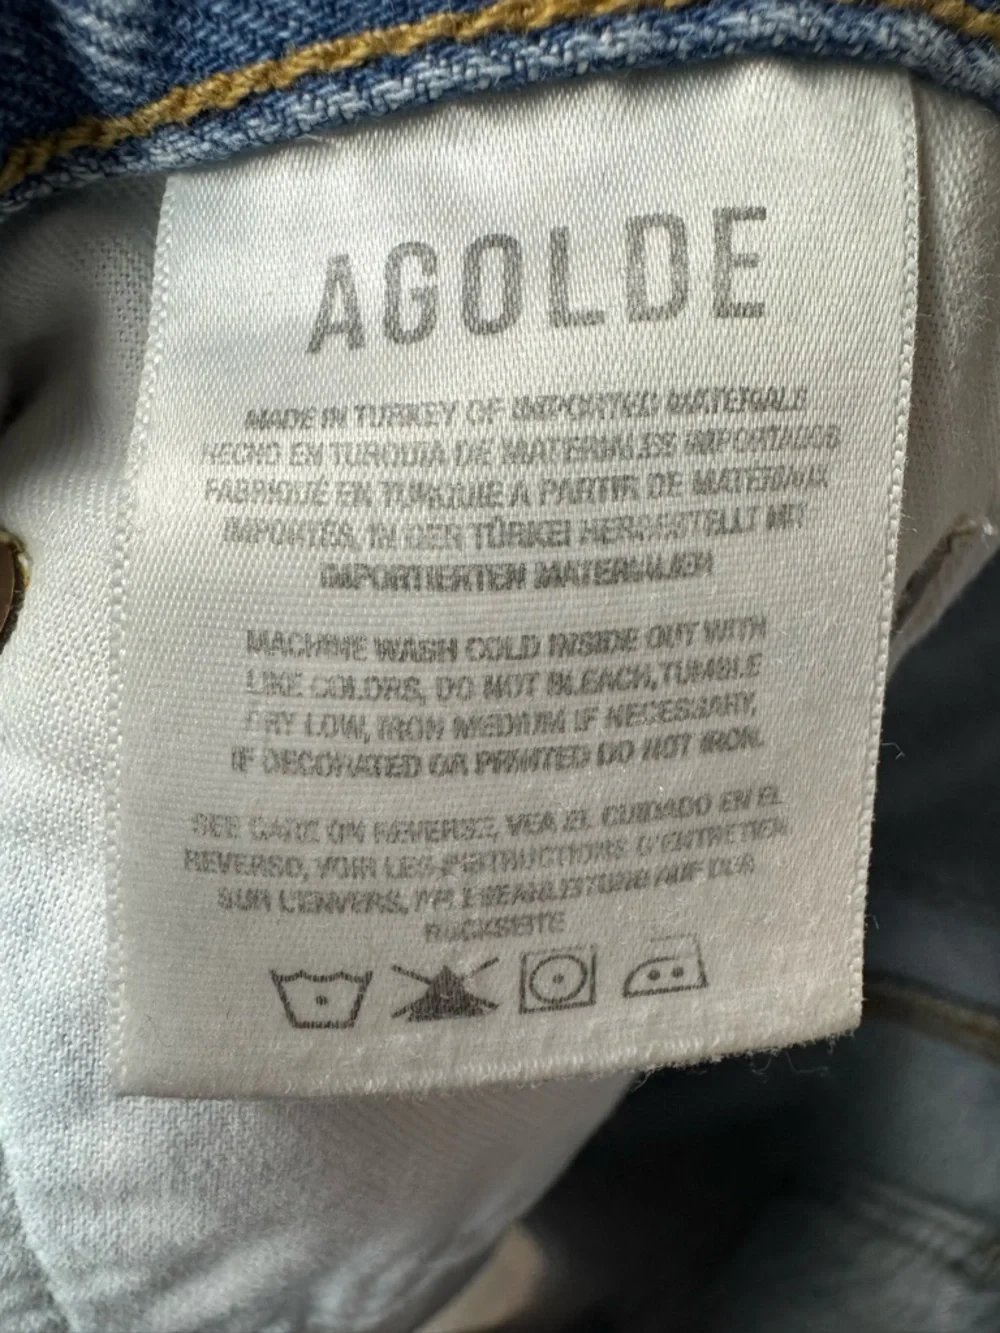 AGOLDE
MADE IN TURKEY OF IMPORTED MATERIALS
HECHO EN TURQUIA DE MATERIALES IMPORTADOS
FABRIQUÉ EN TURQUIE À PARTIR DE MATERIAUX
IMPORTÉS, IN DER TÜRKEI HERGESTELLT MIT
IMPORTIERTEN MATERIALIEN
MACHINE WASH COLD INSIDE OUT WITH
LIKE COLORS, DO NOT BLEACH, TUMBLE
DRY LOW, IRON MEDIUM IF NECESSARY,
IF DECORATED OR PRINTED DO NOT IRON.
SEE CARE ON REVERSE, VEA EL CUIDADO EN EL
REVERSO, VOIR LES INSTRUCTIONS D'ENTRETIEN
SUR L'ENVERS, AUF DER
RÜCKSEITE